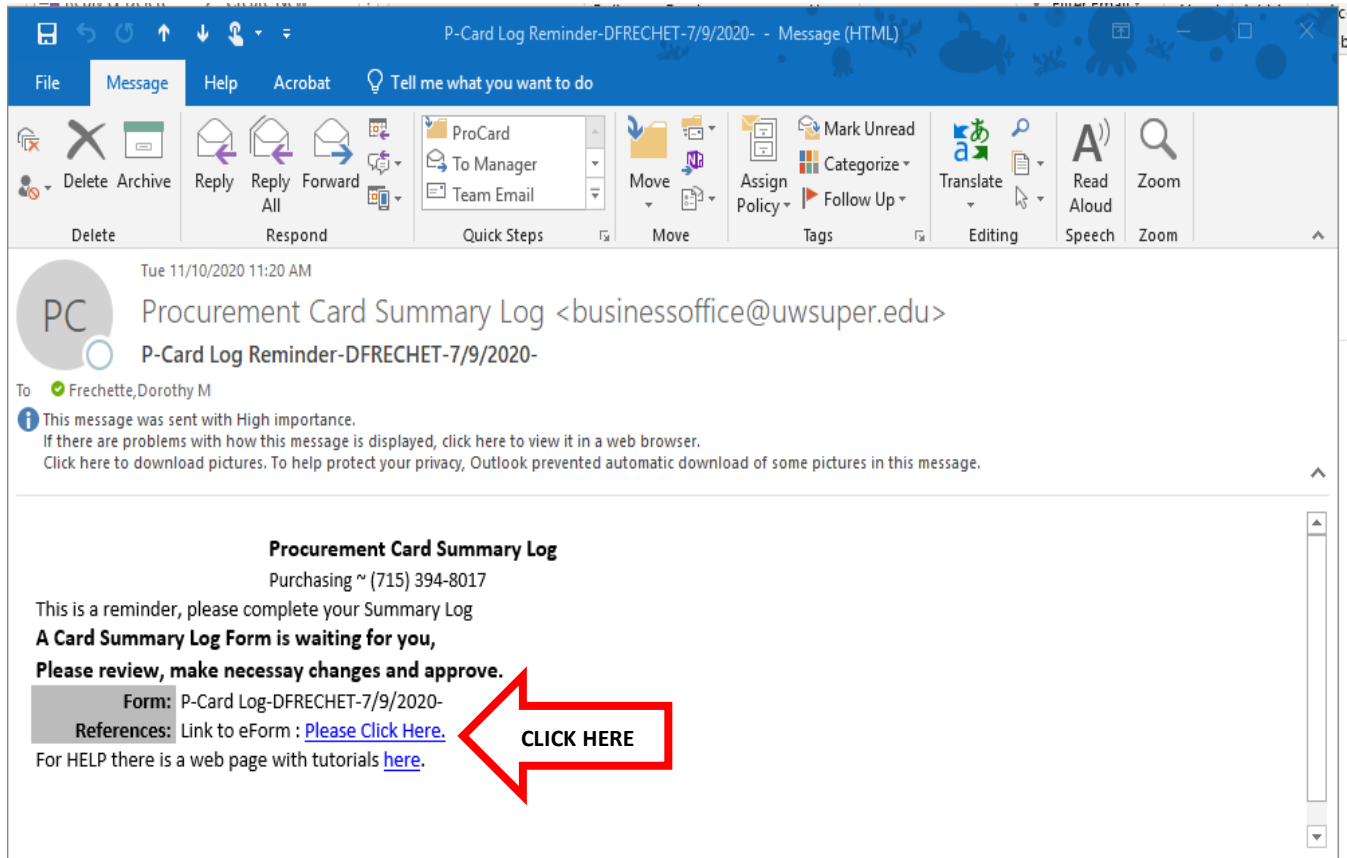 P-Card Log Reminder-DFRECHET-7/9/2020- - Message (HTML)
File Message Help Acrobat Tell me what you want to do
Delete Archive Reply Reply All Forward
ProCard
To Manager
Team Email
Move
Assign Policy
Mark Unread
Categorize
Follow Up
Translate
Read Aloud
Zoom
Delete Respond Quick Steps Move Tags Editing Speech Zoom
Tue 11/10/2020 11:20 AM
PC
Procurement Card Summary Log <businessoffice@uwsuper.edu>
P-Card Log Reminder-DFRECHET-7/9/2020-
To Frechette,Dorothy M
This message was sent with High importance.
If there are problems with how this message is displayed, click here to view it in a web browser.
Click here to download pictures. To help protect your privacy, Outlook prevented automatic download of some pictures in this message.
Procurement Card Summary Log
Purchasing ~ (715) 394-8017
This is a reminder, please complete your Summary Log
A Card Summary Log Form is waiting for you,
Please review, make necessay changes and approve.
Form: P-Card Log-DFRECHET-7/9/2020-
References: Link to eForm : Please Click Here.
CLICK HERE
For HELP there is a web page with tutorials here.